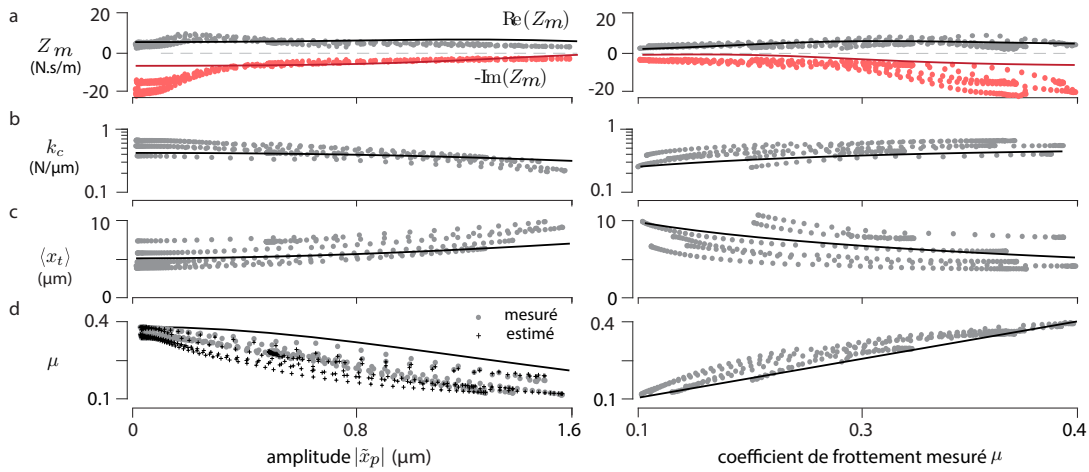 a
Z_m
(N.s/m)
20
0
20
Re(Z_m)
-Im(Z_m)
20
0
20
b
k_c
(N/µm)
1
0.1
1
0.1
c
⟨x_t⟩
(µm)
10
5
0
10
5
0
d
µ
0.4
0.1
mesuré
estimé
0.4
0.1
0
0.8
1.6
0.1
0.3
0.4
amplitude |x̃_p| (µm)
coefficient de frottement mesuré µ